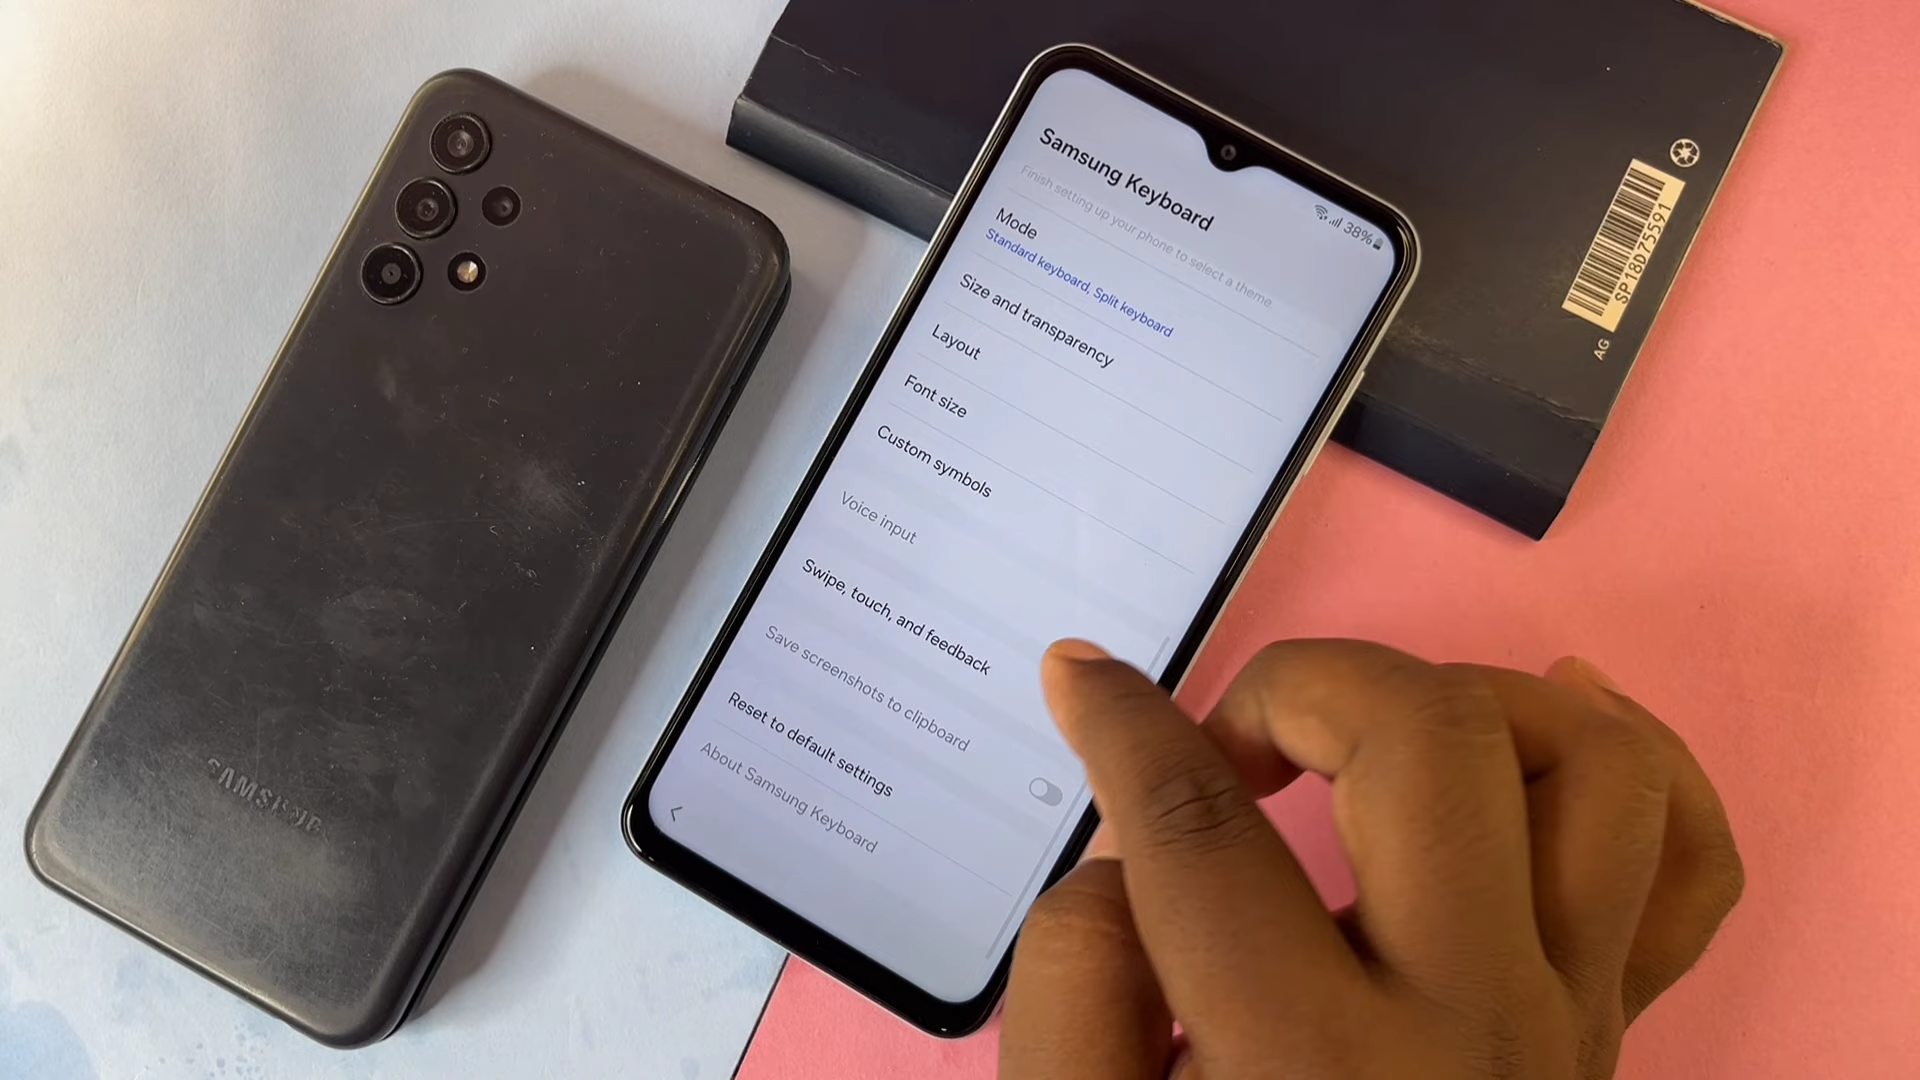 SAMSUNG
Samsung Keyboard
38%
Finish setting up your phone to select a theme.
Mode
Standard keyboard, Split keyboard
Size and transparency
Layout
Font size
Custom symbols
Voice input
Swipe, touch, and feedback
Save screenshots to clipboard
Reset to default settings
About Samsung Keyboard
SP18D73591
AG